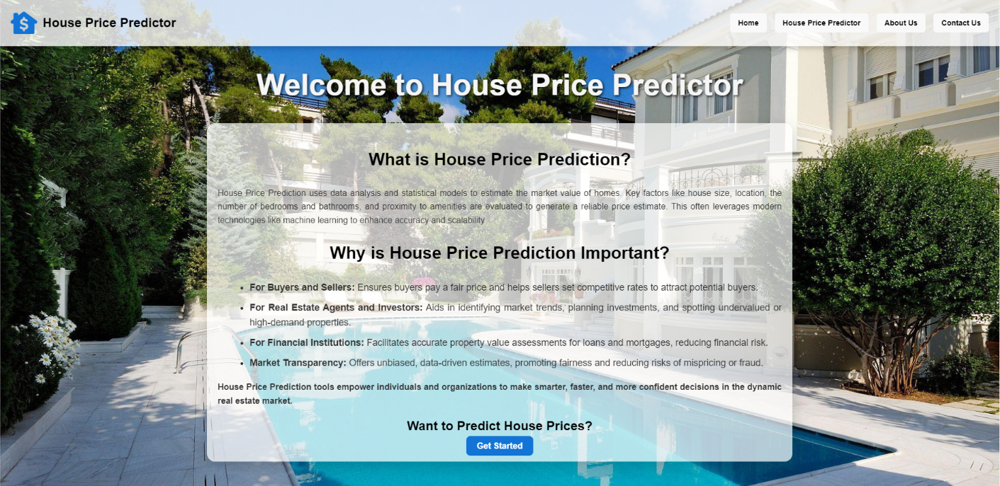 House Price Predictor
Home
House Price Predictor
About Us
Contact Us
Welcome to House Price Predictor
What is House Price Prediction?
House Price Prediction uses data analysis and statistical models to estimate the market value of homes. Key factors like house size, location, the
number of bedrooms and bathrooms, and proximity to amenities are evaluated to generate a reliable price estimate. This often leverages modern
technologies like machine learning to enhance accuracy and scalability
Why is House Price Prediction Important?
• For Buyers and Sellers: Ensures buyers pay a fair price and helps sellers set competitive rates to attract potential buyers.
• For Real Estate Agents and Investors: Aids in identifying market trends, planning investments, and spotting undervalued or
high-demand properties.
• For Financial Institutions: Facilitates accurate property value assessments for loans and mortgages, reducing financial risk.
• Market Transparency: Offers unbiased, data-driven estimates, promoting fairness and reducing risks of mispricing or fraud.
House Price Prediction tools empower individuals and organizations to make smarter, faster, and more confident decisions in the dynamic
real estate market.
Want to Predict House Prices?
Get Started